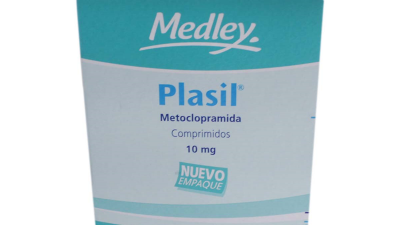 Medley.
Plasil®
Metoclopramida
Comprimidos
10 mg
NUEVO
EMPAQUE